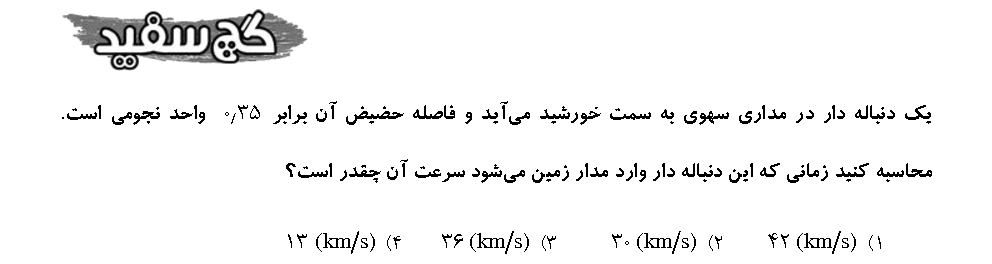 گچ سفید
یک دنباله دار در مداری سهوی به سمت خورشید می‌آید و فاصله حضیض آن برابر ۰٫۳۵ واحد نجومی است.
محاسبه کنید زمانی که این دنباله دار وارد مدار زمین می‌شود سرعت آن چقدر است؟
۱) ۴۲ (km/s) ۲) ۳۰ (km/s) ۳) ۳۶ (km/s) ۴) ۱۳ (km/s)